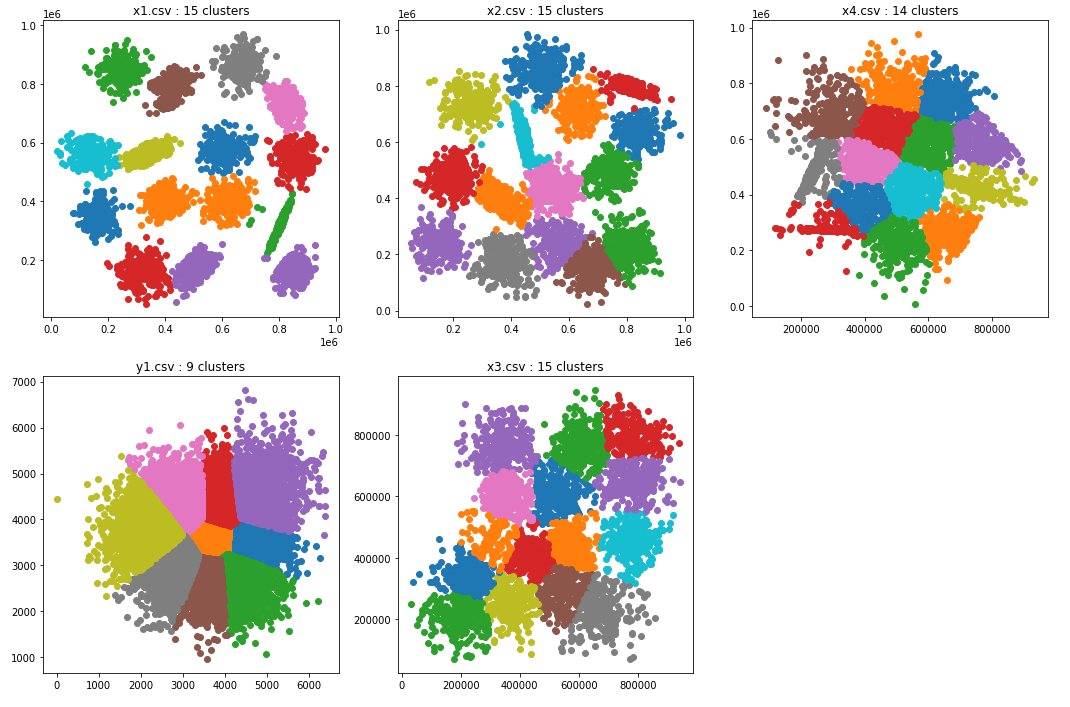 x1.csv : 15 clusters
1.0
0.8
0.6
0.4
0.2
1e6
0.0 0.2 0.4 0.6 0.8 1.0
1e6
x2.csv : 15 clusters
1e6
1.0
0.8
0.6
0.4
0.2
0.0
0.2 0.4 0.6 0.8 1.0
1e6
x4.csv : 14 clusters
1e6
1.0
0.8
0.6
0.4
0.2
0.0
200000 400000 600000 800000
y1.csv : 9 clusters
7000
6000
5000
4000
3000
2000
1000
0 1000 2000 3000 4000 5000 6000
x3.csv : 15 clusters
800000
600000
400000
200000
0 200000 400000 600000 800000